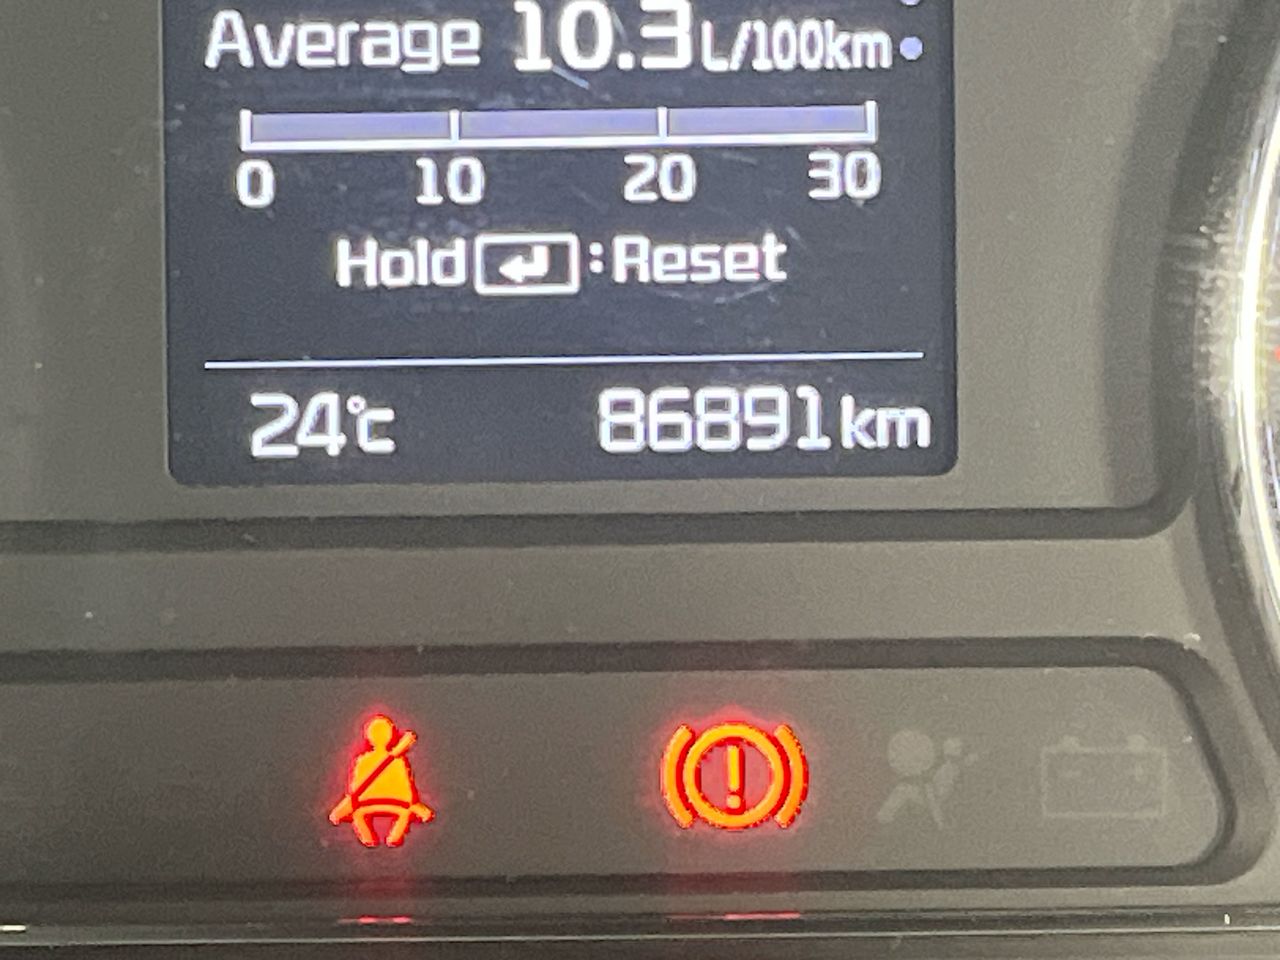 Average 10.3 L/100km
0 10 20 30
Hold ↵ : Reset
24°C 86891 km